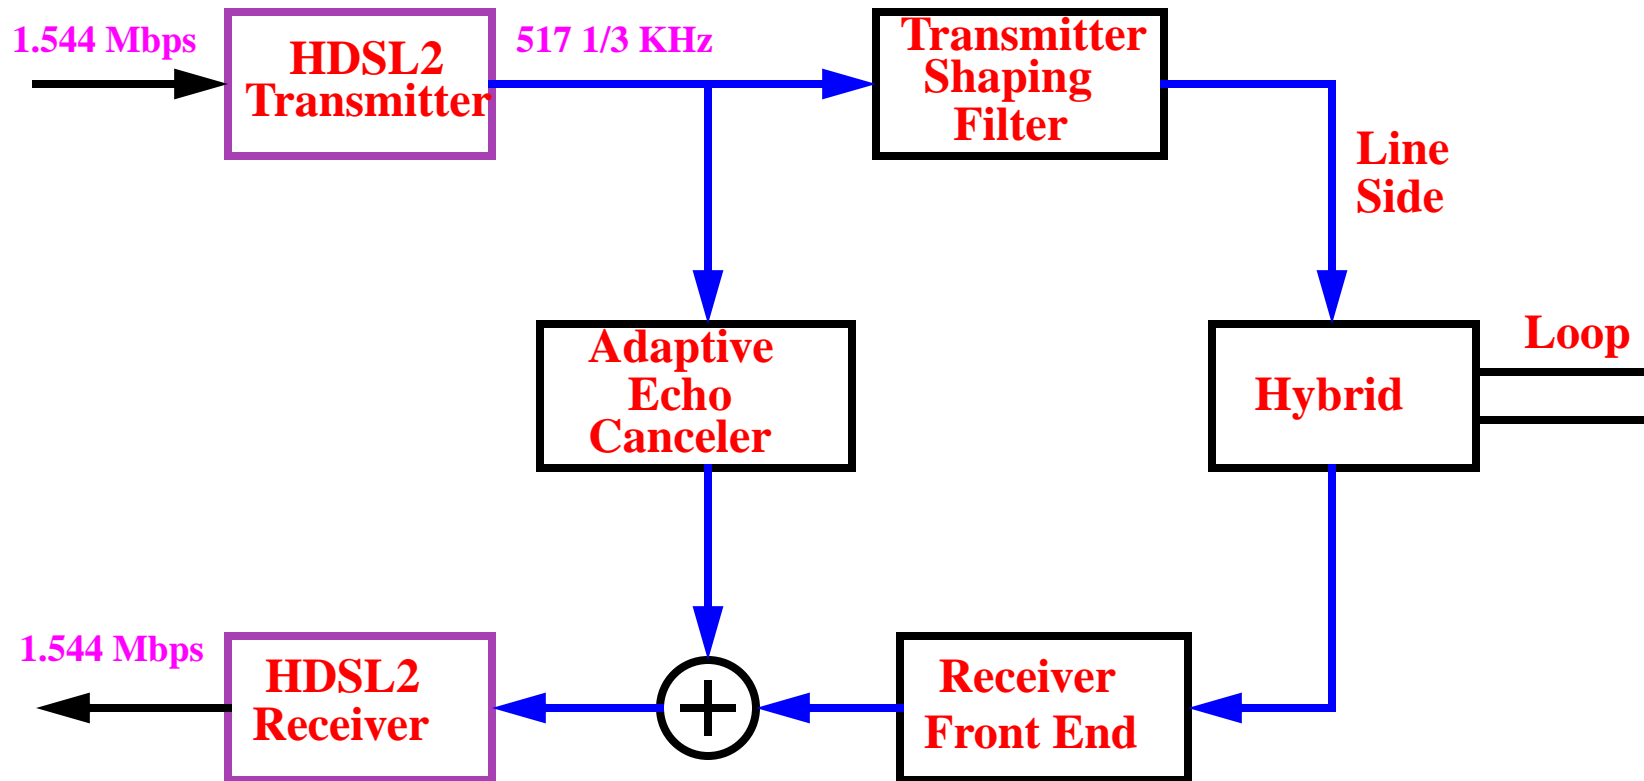 1.544 Mbps
HDSL2
Transmitter
517 1/3 KHz
Transmitter
Shaping
Filter
Line
Side
Adaptive
Echo
Canceler
Hybrid
Loop
1.544 Mbps
HDSL2
Receiver
Receiver
Front End